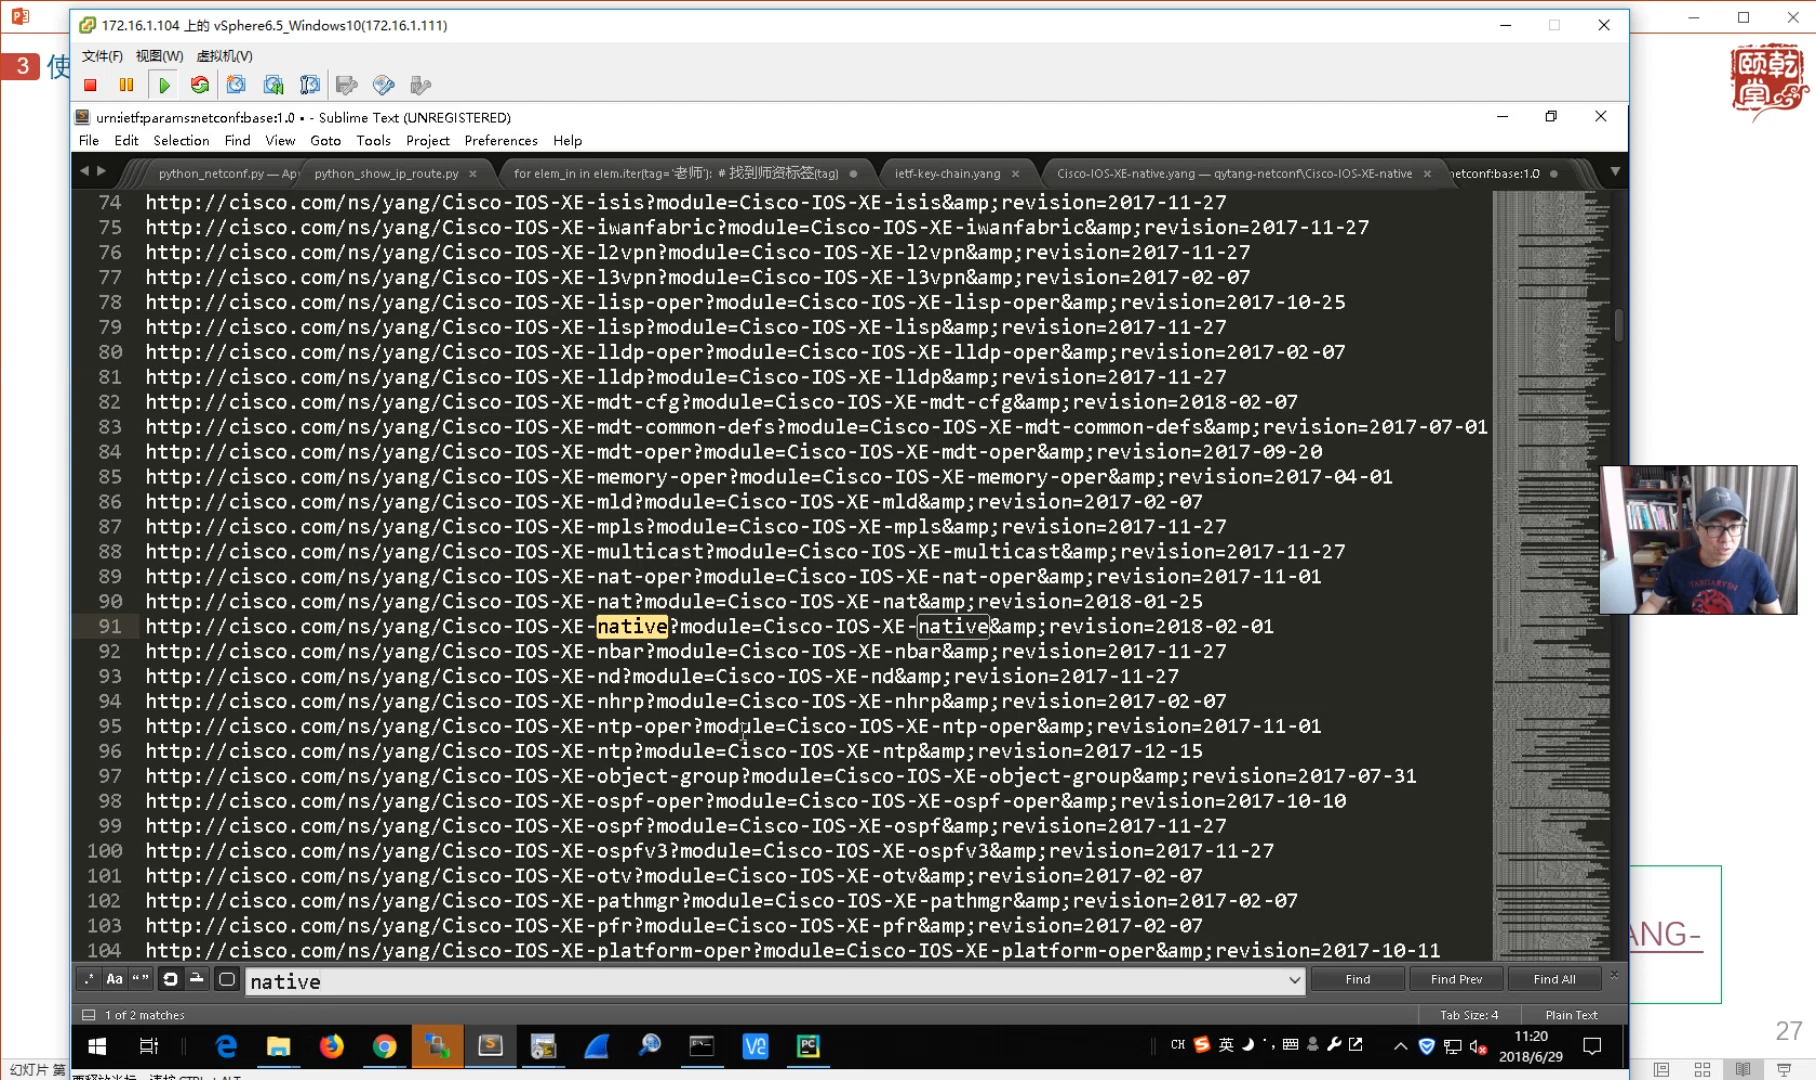 172.16.1.104 上的 vSphere6.5_Windows10(172.16.1.111)
3 使
文件(F) 视图(W) 虚拟机(V)
乾颐堂
urn:ietf:params:netconf:base:1.0 • - Sublime Text (UNREGISTERED)
File Edit Selection Find View Goto Tools Project Preferences Help
python_netconf.py — Ap python_show_ip_route.py × for elem_in in elem.iter(tag='老师'): # 找到师资标签(tag) ietf-key-chain.yang × Cisco-IOS-XE-native.yang — qytang-netconf\Cisco-IOS-XE-native × netconf:base:1.0
74 http://cisco.com/ns/yang/Cisco-IOS-XE-isis?module=Cisco-IOS-XE-isis&amp;revision=2017-11-27
75 http://cisco.com/ns/yang/Cisco-IOS-XE-iwanfabric?module=Cisco-IOS-XE-iwanfabric&amp;revision=2017-11-27
76 http://cisco.com/ns/yang/Cisco-IOS-XE-l2vpn?module=Cisco-IOS-XE-l2vpn&amp;revision=2017-11-27
77 http://cisco.com/ns/yang/Cisco-IOS-XE-l3vpn?module=Cisco-IOS-XE-l3vpn&amp;revision=2017-02-07
78 http://cisco.com/ns/yang/Cisco-IOS-XE-lisp-oper?module=Cisco-IOS-XE-lisp-oper&amp;revision=2017-10-25
79 http://cisco.com/ns/yang/Cisco-IOS-XE-lisp?module=Cisco-IOS-XE-lisp&amp;revision=2017-11-27
80 http://cisco.com/ns/yang/Cisco-IOS-XE-lldp-oper?module=Cisco-IOS-XE-lldp-oper&amp;revision=2017-02-07
81 http://cisco.com/ns/yang/Cisco-IOS-XE-lldp?module=Cisco-IOS-XE-lldp&amp;revision=2017-11-27
82 http://cisco.com/ns/yang/Cisco-IOS-XE-mdt-cfg?module=Cisco-IOS-XE-mdt-cfg&amp;revision=2018-02-07
83 http://cisco.com/ns/yang/Cisco-IOS-XE-mdt-common-defs?module=Cisco-IOS-XE-mdt-common-defs&amp;revision=2017-07-01
84 http://cisco.com/ns/yang/Cisco-IOS-XE-mdt-oper?module=Cisco-IOS-XE-mdt-oper&amp;revision=2017-09-20
85 http://cisco.com/ns/yang/Cisco-IOS-XE-memory-oper?module=Cisco-IOS-XE-memory-oper&amp;revision=2017-04-01
86 http://cisco.com/ns/yang/Cisco-IOS-XE-mld?module=Cisco-IOS-XE-mld&amp;revision=2017-02-07
87 http://cisco.com/ns/yang/Cisco-IOS-XE-mpls?module=Cisco-IOS-XE-mpls&amp;revision=2017-11-27
88 http://cisco.com/ns/yang/Cisco-IOS-XE-multicast?module=Cisco-IOS-XE-multicast&amp;revision=2017-11-27
89 http://cisco.com/ns/yang/Cisco-IOS-XE-nat-oper?module=Cisco-IOS-XE-nat-oper&amp;revision=2017-11-01
90 http://cisco.com/ns/yang/Cisco-IOS-XE-nat?module=Cisco-IOS-XE-nat&amp;revision=2018-01-25
91 http://cisco.com/ns/yang/Cisco-IOS-XE-native?module=Cisco-IOS-XE-native&amp;revision=2018-02-01
92 http://cisco.com/ns/yang/Cisco-IOS-XE-nbar?module=Cisco-IOS-XE-nbar&amp;revision=2017-11-27
93 http://cisco.com/ns/yang/Cisco-IOS-XE-nd?module=Cisco-IOS-XE-nd&amp;revision=2017-11-27
94 http://cisco.com/ns/yang/Cisco-IOS-XE-nhrp?module=Cisco-IOS-XE-nhrp&amp;revision=2017-02-07
95 http://cisco.com/ns/yang/Cisco-IOS-XE-ntp-oper?module=Cisco-IOS-XE-ntp-oper&amp;revision=2017-11-01
96 http://cisco.com/ns/yang/Cisco-IOS-XE-ntp?module=Cisco-IOS-XE-ntp&amp;revision=2017-12-15
97 http://cisco.com/ns/yang/Cisco-IOS-XE-object-group?module=Cisco-IOS-XE-object-group&amp;revision=2017-07-31
98 http://cisco.com/ns/yang/Cisco-IOS-XE-ospf-oper?module=Cisco-IOS-XE-ospf-oper&amp;revision=2017-10-10
99 http://cisco.com/ns/yang/Cisco-IOS-XE-ospf?module=Cisco-IOS-XE-ospf&amp;revision=2017-11-27
100 http://cisco.com/ns/yang/Cisco-IOS-XE-ospfv3?module=Cisco-IOS-XE-ospfv3&amp;revision=2017-11-27
101 http://cisco.com/ns/yang/Cisco-IOS-XE-otv?module=Cisco-IOS-XE-otv&amp;revision=2017-02-07
102 http://cisco.com/ns/yang/Cisco-IOS-XE-pathmgr?module=Cisco-IOS-XE-pathmgr&amp;revision=2017-02-07
103 http://cisco.com/ns/yang/Cisco-IOS-XE-pfr?module=Cisco-IOS-XE-pfr&amp;revision=2017-02-07
104 http://cisco.com/ns/yang/Cisco-IOS-XE-platform-oper?module=Cisco-IOS-XE-platform-oper&amp;revision=2017-10-11
TARGARYEN
ANG-
.* Aa “” native Find Find Prev Find All
1 of 2 matches Tab Size: 4 Plain Text
27
CH 英 11:20
2018/6/29
幻灯片 第